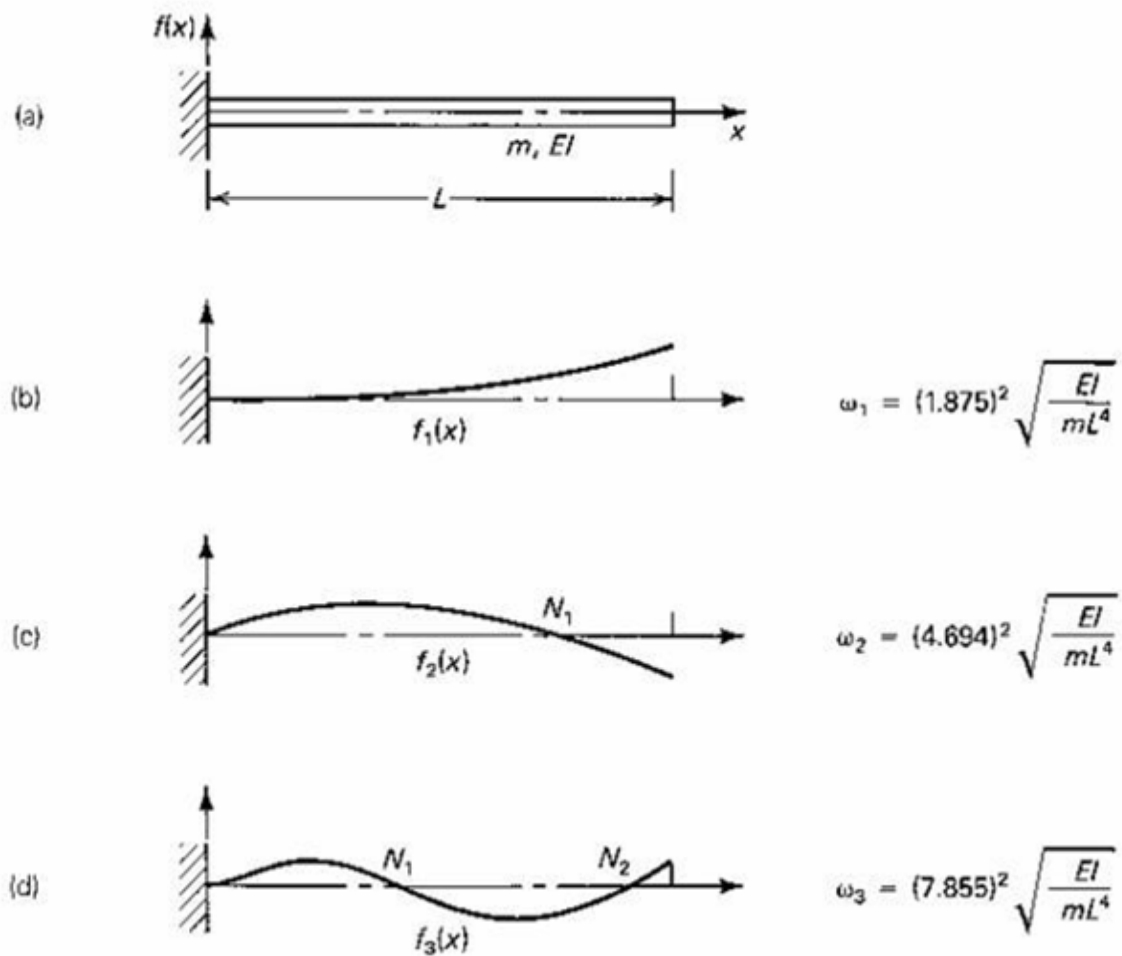 f(x)
(a)
x
m, EI
L
(b)
f₁(x)
ω₁ = (1.875)² √(EI / mL⁴)
(c)
N₁
f₂(x)
ω₂ = (4.694)² √(EI / mL⁴)
(d)
N₁
N₂
f₃(x)
ω₃ = (7.855)² √(EI / mL⁴)